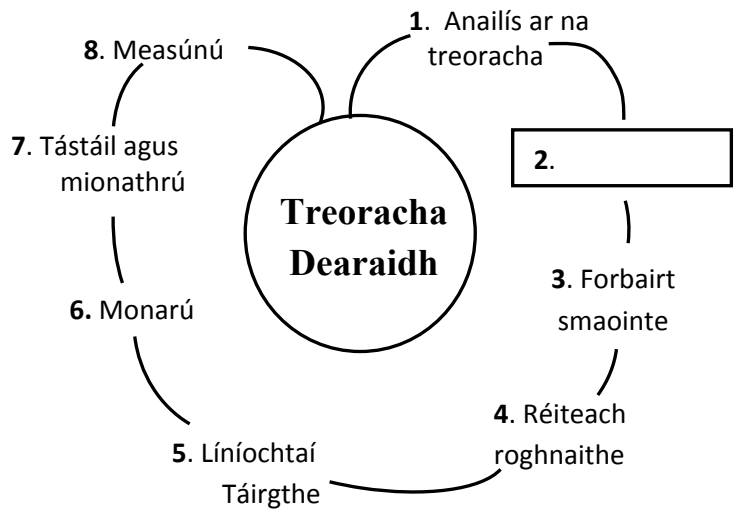 1. Anailís ar na
treoracha
2.
3. Forbairt
smaointe
4. Réiteach
roghnaithe
5. Líníochtaí
Táirgthe
6. Monarú
7. Tástáil agus
mionathrú
8. Measúnú
Treoracha
Dearaidh